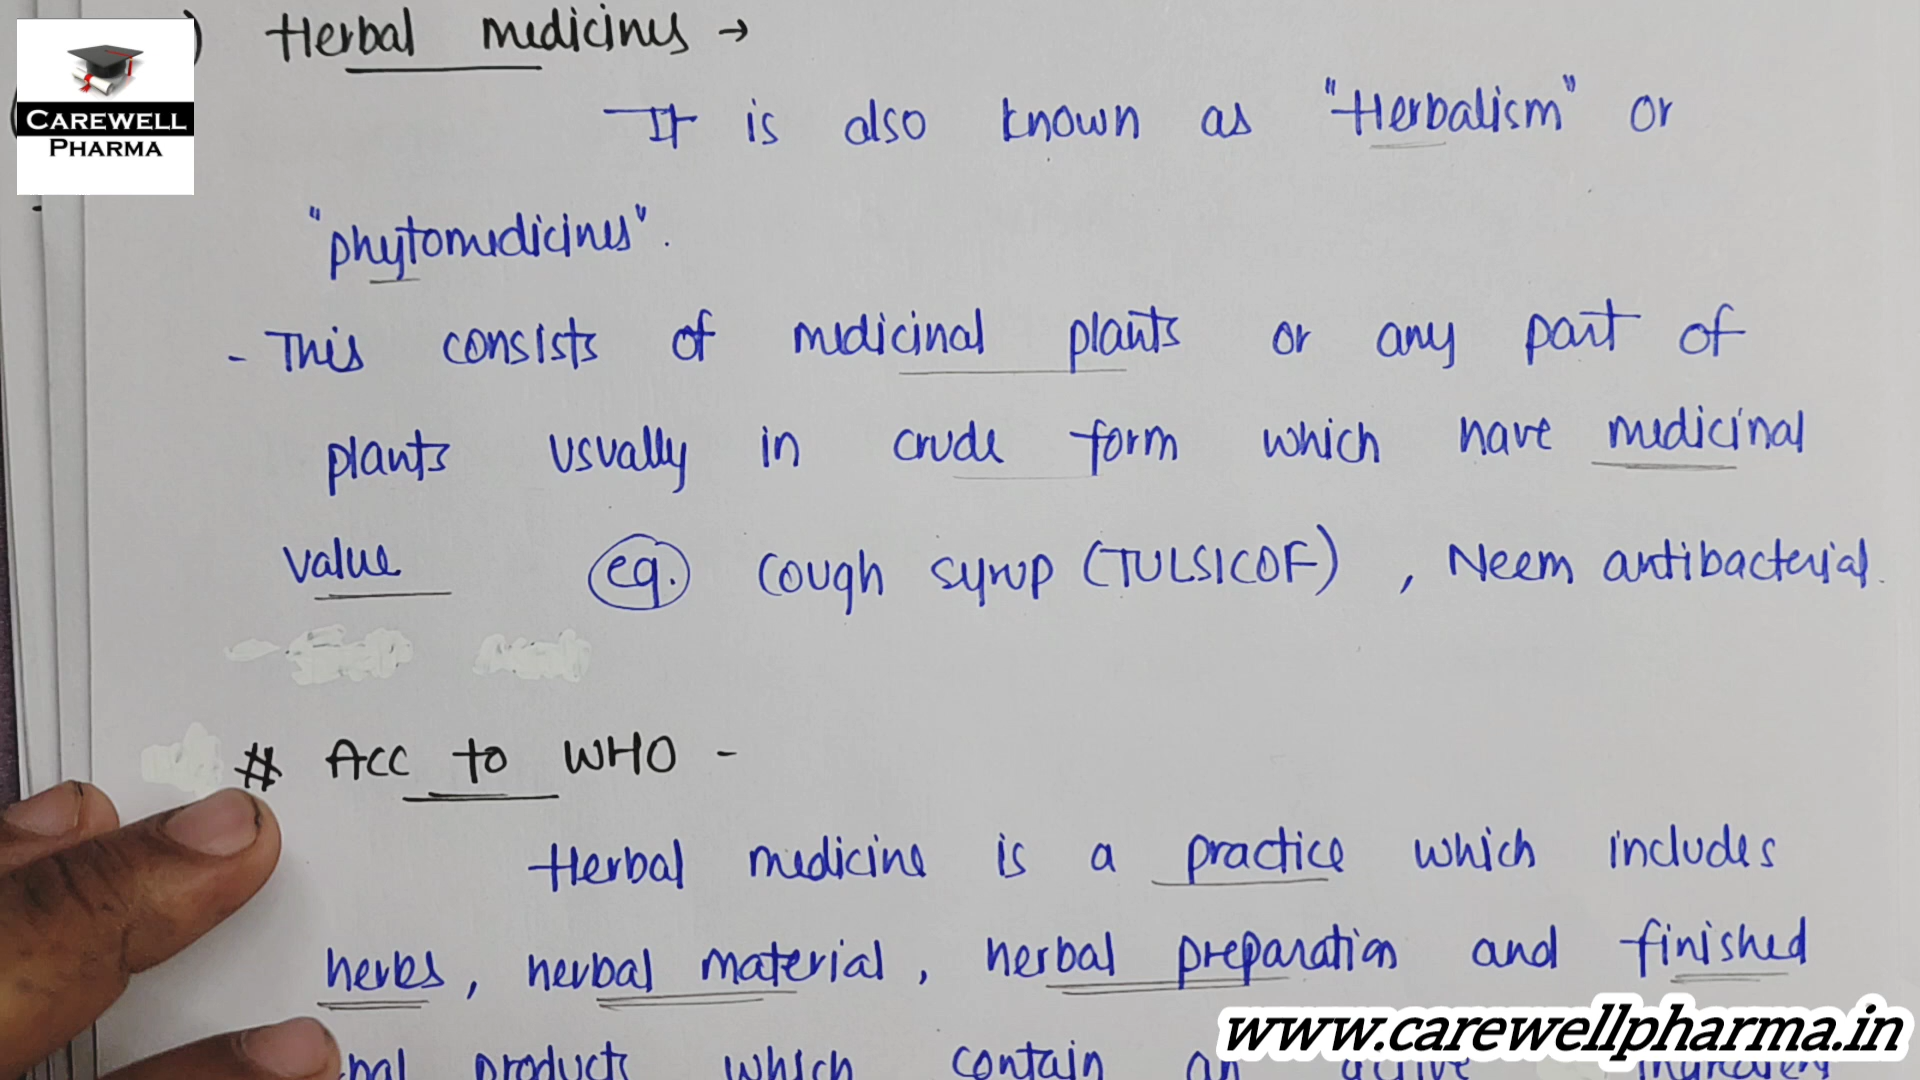 CAREWELL
PHARMA
) Herbal medicines →
It is also known as "Herbalism" or
"phytomedicines".
- This consists of medicinal plants or any part of
plants usually in crude form which have medicinal
value eg. Cough syrup (TULSICOF), Neem antibacterial.
# Acc to WHO -
Herbal medicine is a practice which includes
herbs, herbal material, herbal preparation and finished
products which contain an active
www.carewellpharma.in